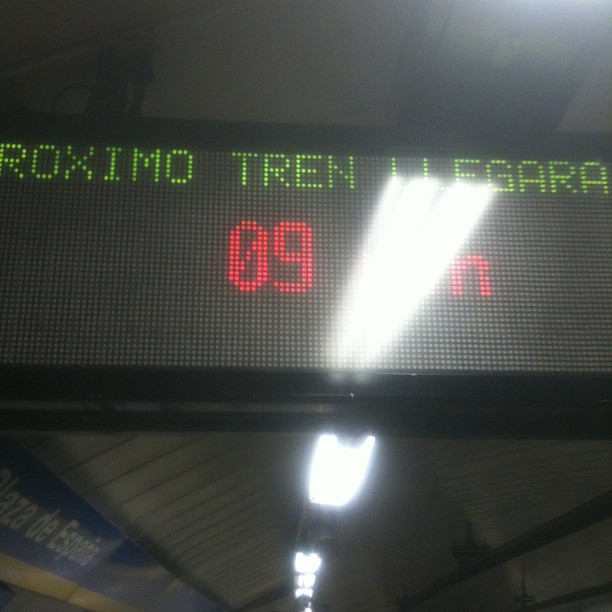 ROXIMO TREN LLEGARA
09
Plaza de España